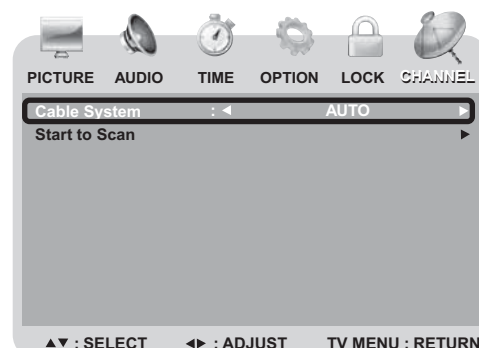 PICTURE AUDIO TIME OPTION LOCK CHANNEL
Cable System : ◀ AUTO ▶
Start to Scan ▶
▲▼ : SELECT ◀▶ : ADJUST TV MENU : RETURN